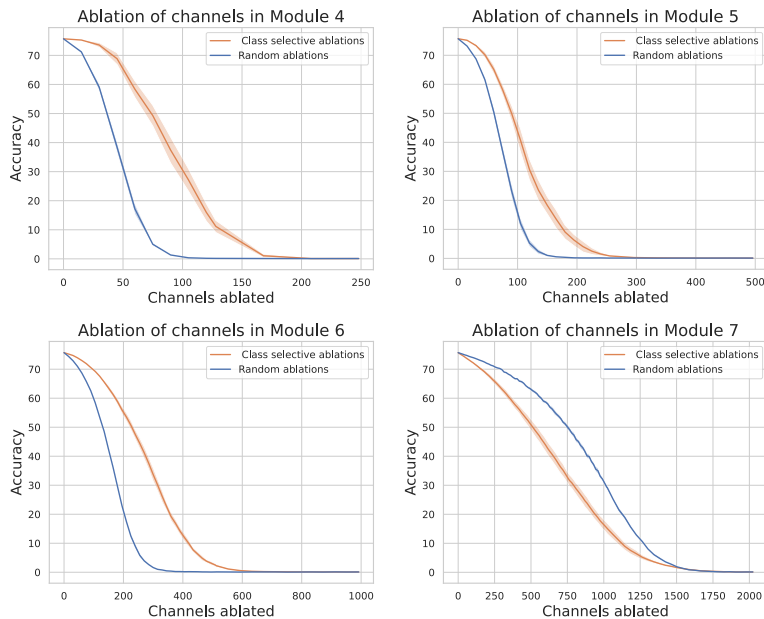 Ablation of channels in Module 4
Class selective ablations
Random ablations
70
60
50
40
30
20
10
0
Accuracy
0 50 100 150 200 250
Channels ablated
Ablation of channels in Module 5
Class selective ablations
Random ablations
70
60
50
40
30
20
10
0
Accuracy
0 100 200 300 400 500
Channels ablated
Ablation of channels in Module 6
Class selective ablations
Random ablations
70
60
50
40
30
20
10
0
Accuracy
0 200 400 600 800 1000
Channels ablated
Ablation of channels in Module 7
Class selective ablations
Random ablations
70
60
50
40
30
20
10
0
Accuracy
0 250 500 750 1000 1250 1500 1750 2000
Channels ablated